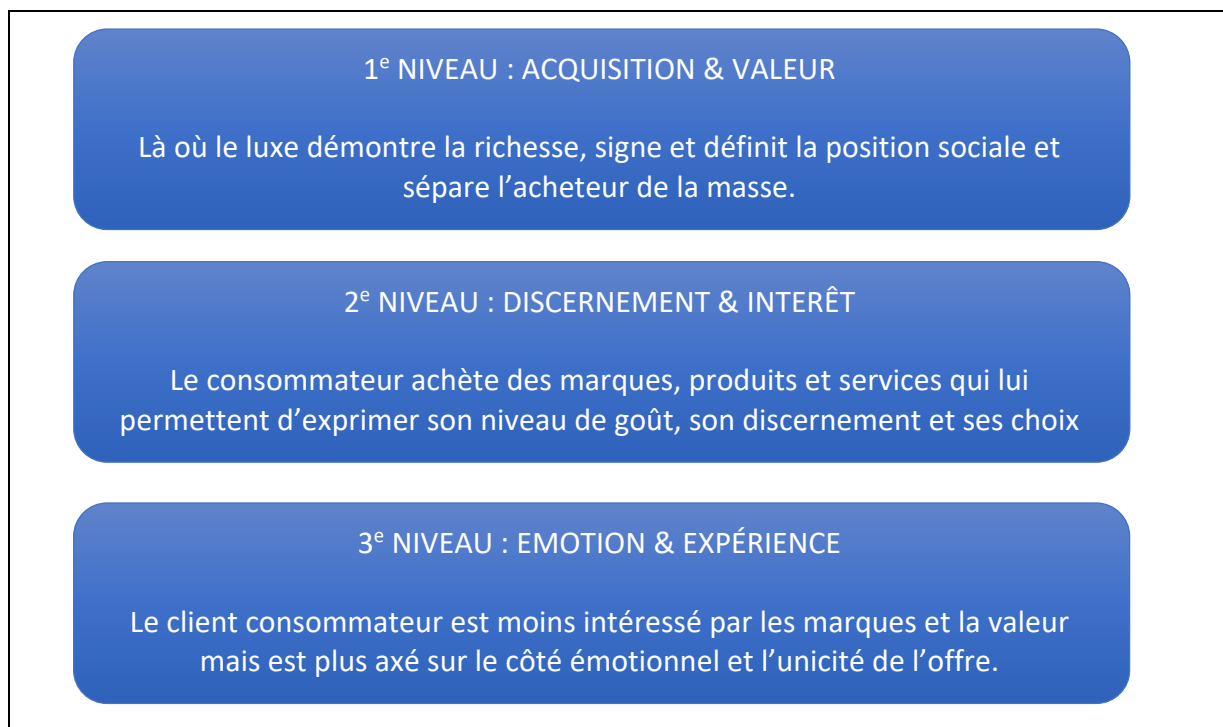 1e NIVEAU : ACQUISITION & VALEUR
Là où le luxe démontre la richesse, signe et définit la position sociale et
sépare l’acheteur de la masse.
2e NIVEAU : DISCERNEMENT & INTERÊT
Le consommateur achète des marques, produits et services qui lui
permettent d’exprimer son niveau de goût, son discernement et ses choix
3e NIVEAU : EMOTION & EXPÉRIENCE
Le client consommateur est moins intéressé par les marques et la valeur
mais est plus axé sur le côté émotionnel et l’unicité de l’offre.